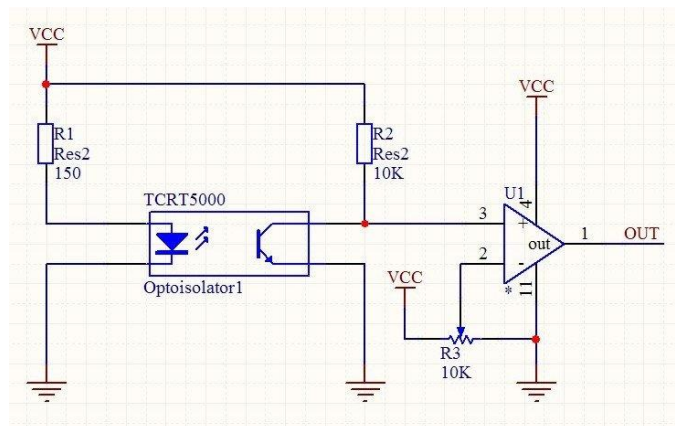 VCC
VCC
R1
Res2
150
R2
Res2
10K
TCRT5000
Optoisolator1
U1
4
3
+
out
1
OUT
2
-
*
11
VCC
R3
10K